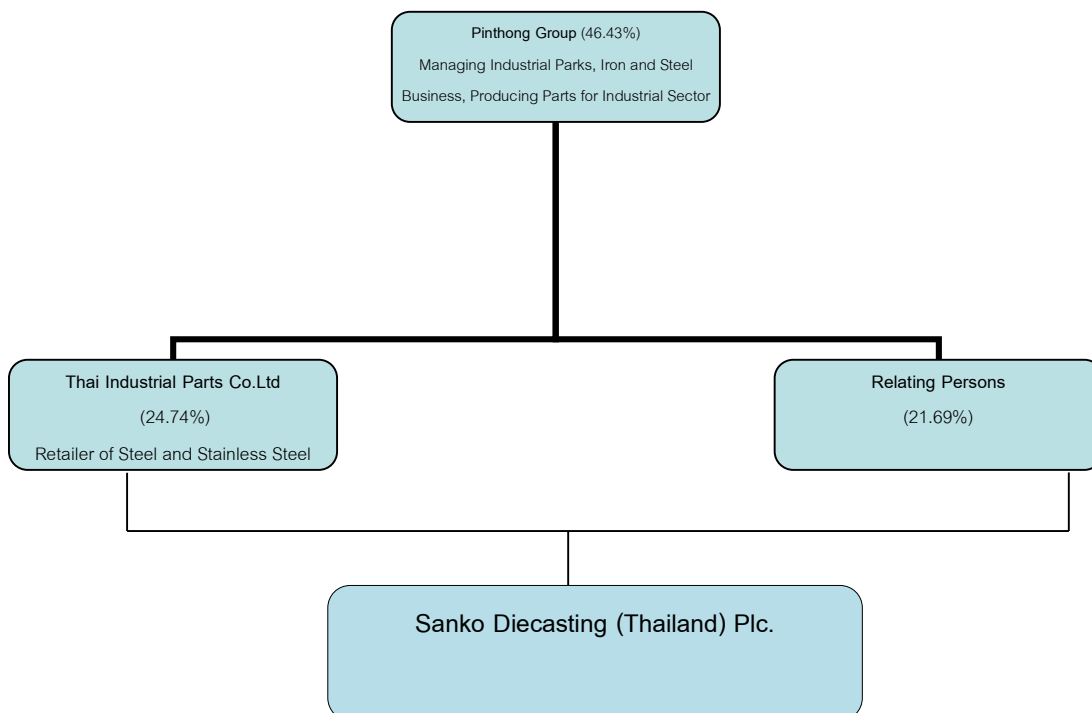 Pinthong Group (46.43%)
Managing Industrial Parks, Iron and Steel
Business, Producing Parts for Industrial Sector
Thai Industrial Parts Co.Ltd
(24.74%)
Retailer of Steel and Stainless Steel
Relating Persons
(21.69%)
Sanko Diecasting (Thailand) Plc.